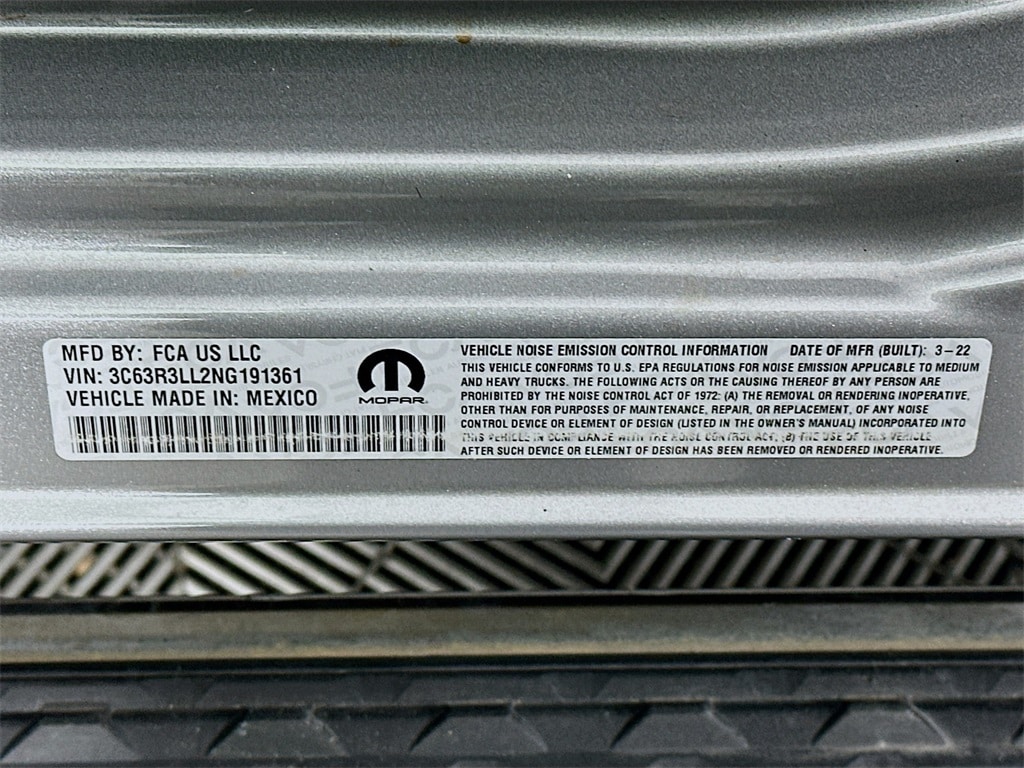 MFD BY: FCA US LLC
VIN: 3C63R3LL2NG191361
VEHICLE MADE IN: MEXICO
MOPAR
VEHICLE NOISE EMISSION CONTROL INFORMATION DATE OF MFR (BUILT): 3-22
THIS VEHICLE CONFORMS TO U.S. EPA REGULATIONS FOR NOISE EMISSION APPLICABLE TO MEDIUM
AND HEAVY TRUCKS. THE FOLLOWING ACTS OR THE CAUSING THEREOF BY ANY PERSON ARE
PROHIBITED BY THE NOISE CONTROL ACT OF 1972: (A) THE REMOVAL OR RENDERING INOPERATIVE,
OTHER THAN FOR PURPOSES OF MAINTENANCE, REPAIR, OR REPLACEMENT, OF ANY NOISE
CONTROL DEVICE OR ELEMENT OF DESIGN (LISTED IN THE OWNER'S MANUAL) INCORPORATED INTO
THIS VEHICLE IN COMPLIANCE WITH THE NOISE CONTROL ACT, (B) THE USE OF THIS VEHICLE
AFTER SUCH DEVICE OR ELEMENT OF DESIGN HAS BEEN REMOVED OR RENDERED INOPERATIVE.